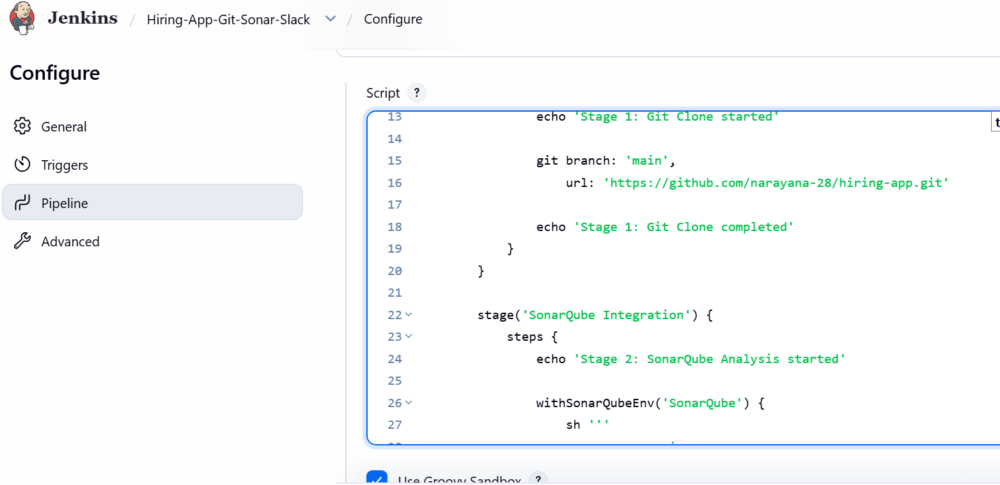 Jenkins / Hiring-App-Git-Sonar-Slack / Configure
Configure
General
Triggers
Pipeline
Advanced
Script ?
13 echo 'Stage 1: Git Clone started'
14
15 git branch: 'main',
16 url: 'https://github.com/narayana-28/hiring-app.git'
17
18 echo 'Stage 1: Git Clone completed'
19 }
20 }
21
22 stage('SonarQube Integration') {
23 steps {
24 echo 'Stage 2: SonarQube Analysis started'
25
26 withSonarQubeEnv('SonarQube') {
27 sh '''
Use Groovy Sandbox ?